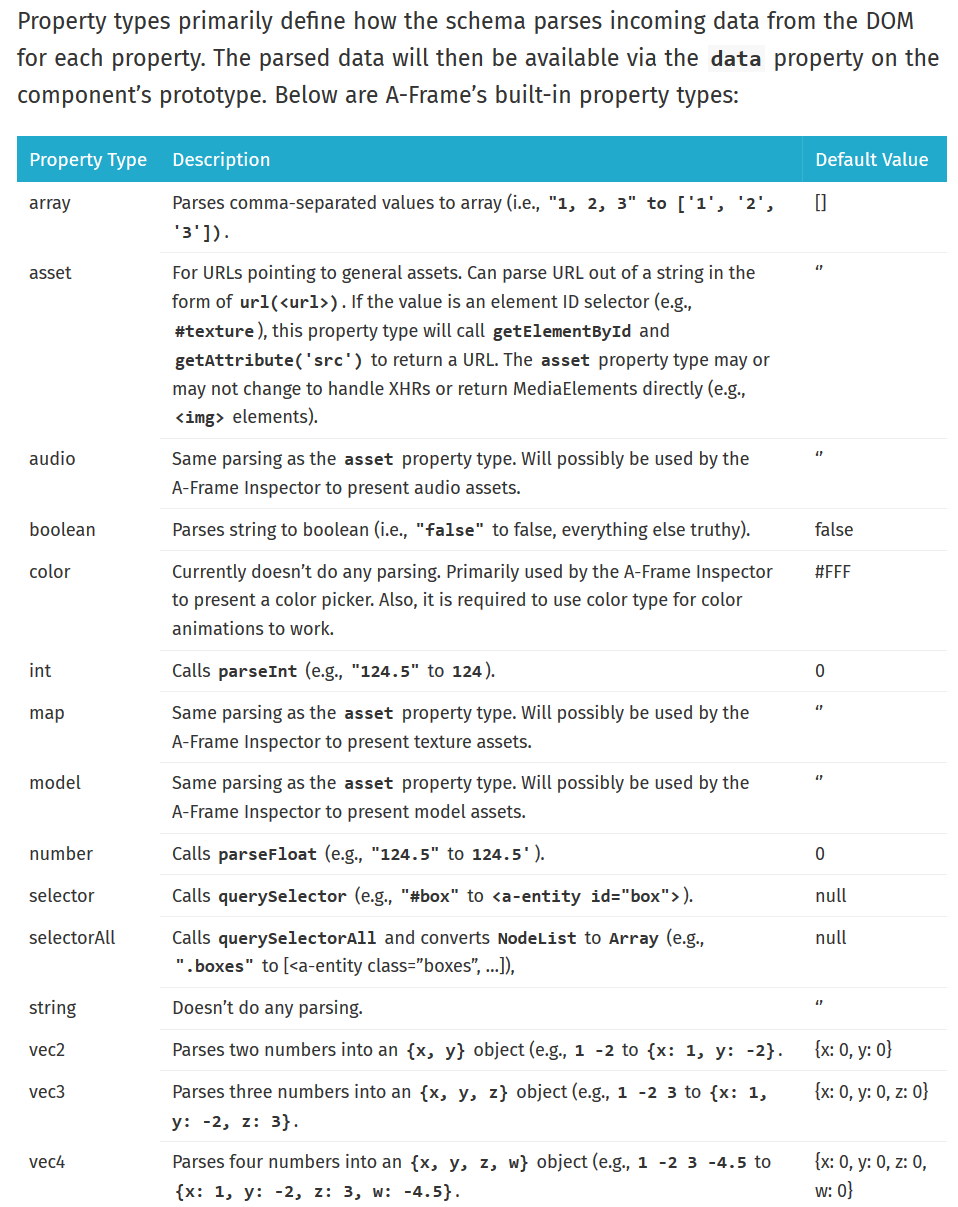 Property types primarily define how the schema parses incoming data from the DOM
for each property. The parsed data will then be available via the data property on the
component’s prototype. Below are A-Frame’s built-in property types:
Property Type Description Default Value
array Parses comma-separated values to array (i.e., "1, 2, 3" to ['1', '2', []
'3']).
asset For URLs pointing to general assets. Can parse URL out of a string in the ‘’
form of url(<url>). If the value is an element ID selector (e.g.,
#texture), this property type will call getElementById and
getAttribute('src') to return a URL. The asset property type may or
may not change to handle XHRs or return MediaElements directly (e.g.,
<img> elements).
audio Same parsing as the asset property type. Will possibly be used by the ‘’
A-Frame Inspector to present audio assets.
boolean Parses string to boolean (i.e., "false" to false, everything else truthy). false
color Currently doesn’t do any parsing. Primarily used by the A-Frame Inspector #FFF
to present a color picker. Also, it is required to use color type for color
animations to work.
int Calls parseInt (e.g., "124.5" to 124). 0
map Same parsing as the asset property type. Will possibly be used by the ‘’
A-Frame Inspector to present texture assets.
model Same parsing as the asset property type. Will possibly be used by the ‘’
A-Frame Inspector to present model assets.
number Calls parseFloat (e.g., "124.5" to 124.5'). 0
selector Calls querySelector (e.g., "#box" to <a-entity id="box">). null
selectorAll Calls querySelectorAll and converts NodeList to Array (e.g., null
".boxes" to [<a-entity class=”boxes”, …]),
string Doesn’t do any parsing. ‘’
vec2 Parses two numbers into an {x, y} object (e.g., 1 -2 to {x: 1, y: -2}. {x: 0, y: 0}
vec3 Parses three numbers into an {x, y, z} object (e.g., 1 -2 3 to {x: 1, {x: 0, y: 0, z: 0}
y: -2, z: 3}.
vec4 Parses four numbers into an {x, y, z, w} object (e.g., 1 -2 3 -4.5 to {x: 0, y: 0, z: 0,
{x: 1, y: -2, z: 3, w: -4.5}. w: 0}